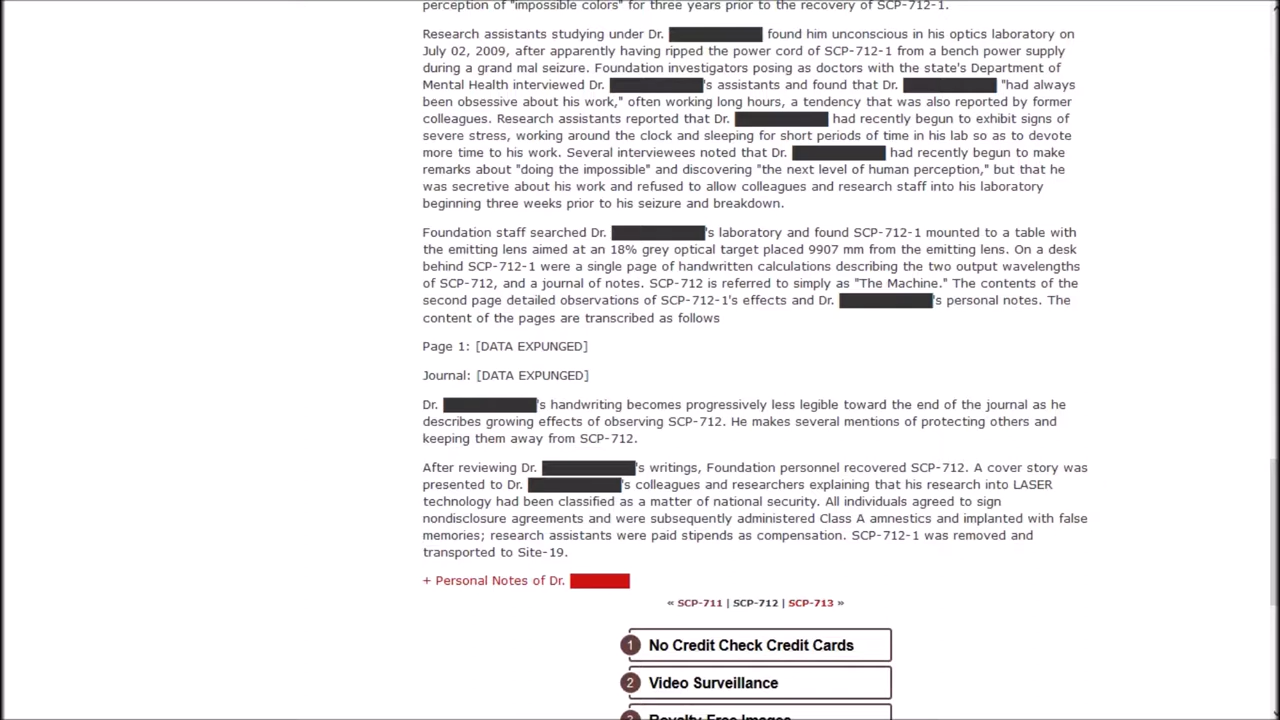 perception of "impossible colors" for three years prior to the recovery of SCP-712-1.
Research assistants studying under Dr. found him unconscious in his optics laboratory on
July 02, 2009, after apparently having ripped the power cord of SCP-712-1 from a bench power supply
during a grand mal seizure. Foundation investigators posing as doctors with the state's Department of
Mental Health interviewed Dr. 's assistants and found that Dr. "had always
been obsessive about his work," often working long hours, a tendency that was also reported by former
colleagues. Research assistants reported that Dr. had recently begun to exhibit signs of
severe stress, working around the clock and sleeping for short periods of time in his lab so as to devote
more time to his work. Several interviewees noted that Dr. had recently begun to make
remarks about "doing the impossible" and discovering "the next level of human perception," but that he
was secretive about his work and refused to allow colleagues and research staff into his laboratory
beginning three weeks prior to his seizure and breakdown.
Foundation staff searched Dr. 's laboratory and found SCP-712-1 mounted to a table with
the emitting lens aimed at an 18% grey optical target placed 9907 mm from the emitting lens. On a desk
behind SCP-712-1 were a single page of handwritten calculations describing the two output wavelengths
of SCP-712, and a journal of notes. SCP-712 is referred to simply as "The Machine." The contents of the
second page detailed observations of SCP-712-1's effects and Dr. 's personal notes. The
content of the pages are transcribed as follows
Page 1: [DATA EXPUNGED]
Journal: [DATA EXPUNGED]
Dr. 's handwriting becomes progressively less legible toward the end of the journal as he
describes growing effects of observing SCP-712. He makes several mentions of protecting others and
keeping them away from SCP-712.
After reviewing Dr. 's writings, Foundation personnel recovered SCP-712. A cover story was
presented to Dr. 's colleagues and researchers explaining that his research into LASER
technology had been classified as a matter of national security. All individuals agreed to sign
nondisclosure agreements and were subsequently administered Class A amnestics and implanted with false
memories; research assistants were paid stipends as compensation. SCP-712-1 was removed and
transported to Site-19.
+ Personal Notes of Dr.
« SCP-711 | SCP-712 | SCP-713 »
1 No Credit Check Credit Cards
2 Video Surveillance
3 Royalty Free Images